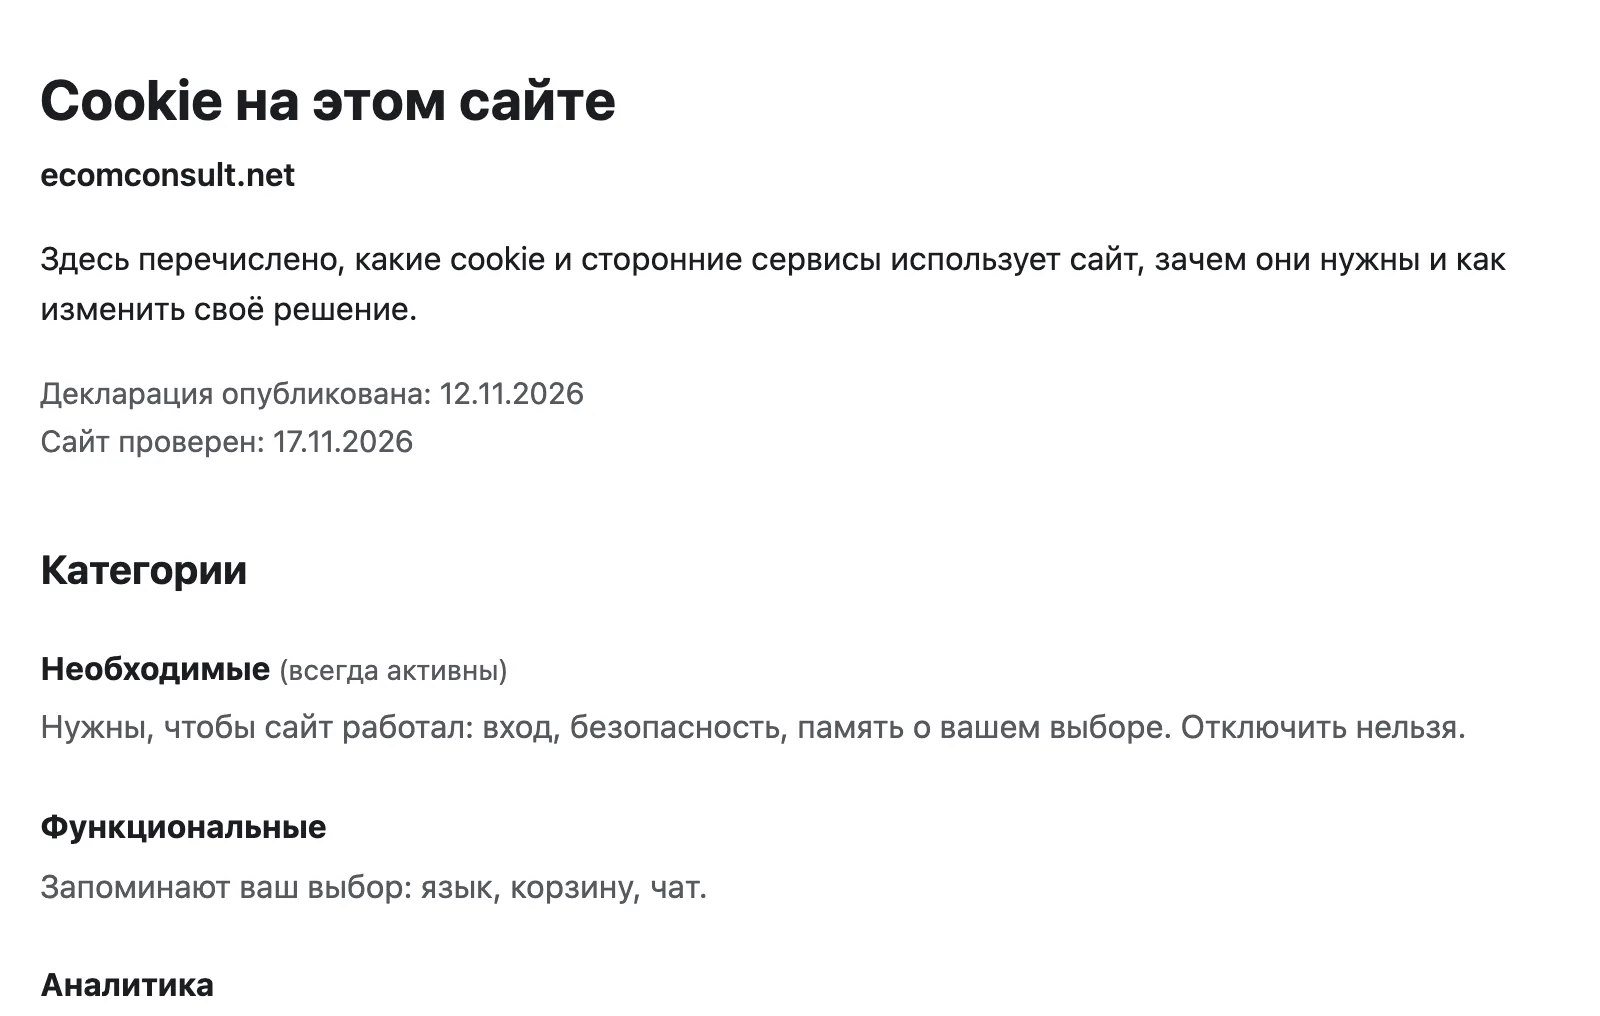 Cookie на этом сайте
ecomconsult.net
Здесь перечислено, какие cookie и сторонние сервисы использует сайт, зачем они нужны и как
изменить своё решение.
Декларация опубликована: 12.11.2026
Сайт проверен: 17.11.2026
Категории
Необходимые (всегда активны)
Нужны, чтобы сайт работал: вход, безопасность, память о вашем выборе. Отключить нельзя.
Функциональные
Запоминают ваш выбор: язык, корзину, чат.
Аналитика